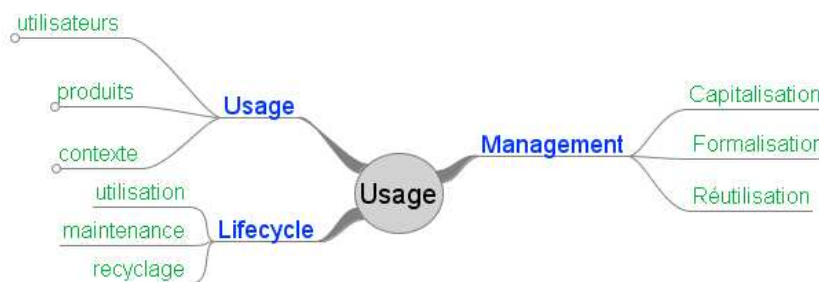 utilisateurs
produits
Usage
contexte
utilisation
maintenance
Lifecycle
recyclage
Usage
Management
Capitalisation
Formalisation
Réutilisation